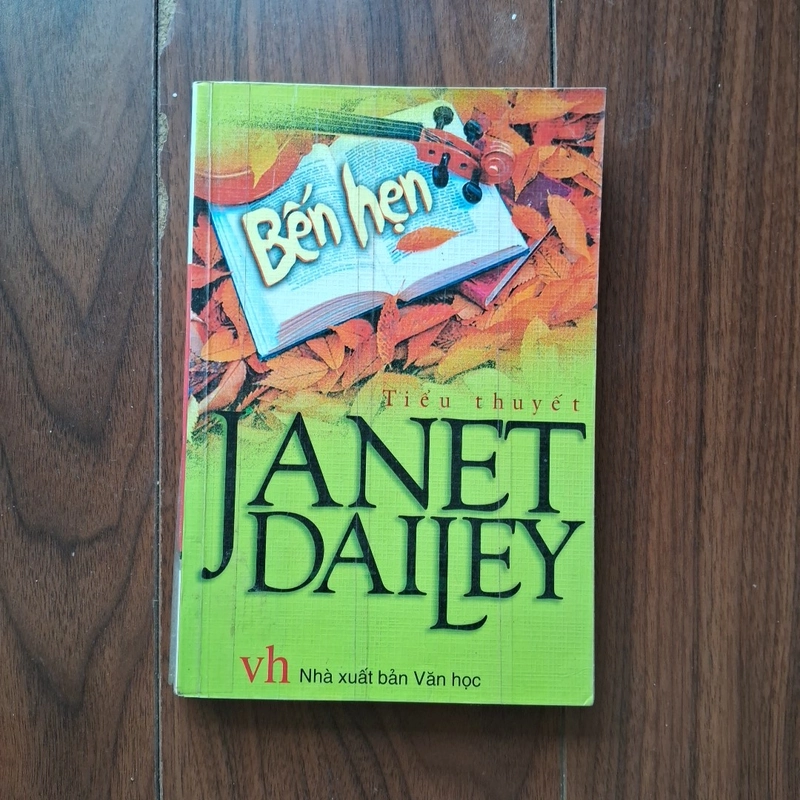 Bến hẹn
Tiểu thuyết
JANET
DAILEY
vh Nhà xuất bản Văn học